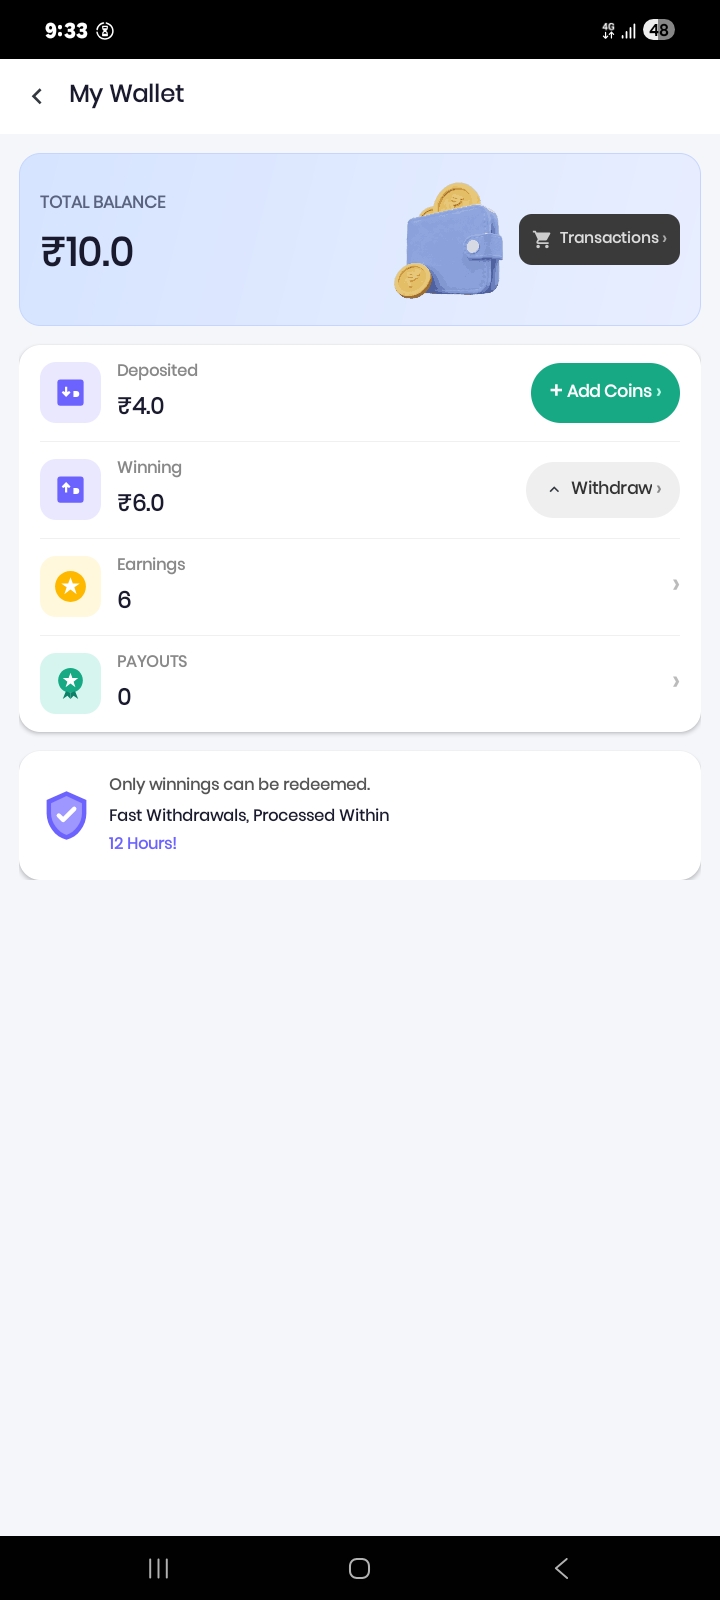 9:33
4G
48
My Wallet
TOTAL BALANCE
₹10.0
Transactions ›
Deposited
₹4.0
+ Add Coins ›
Winning
₹6.0
Withdraw ›
Earnings
6
PAYOUTS
0
Only winnings can be redeemed.
Fast Withdrawals, Processed Within
12 Hours!